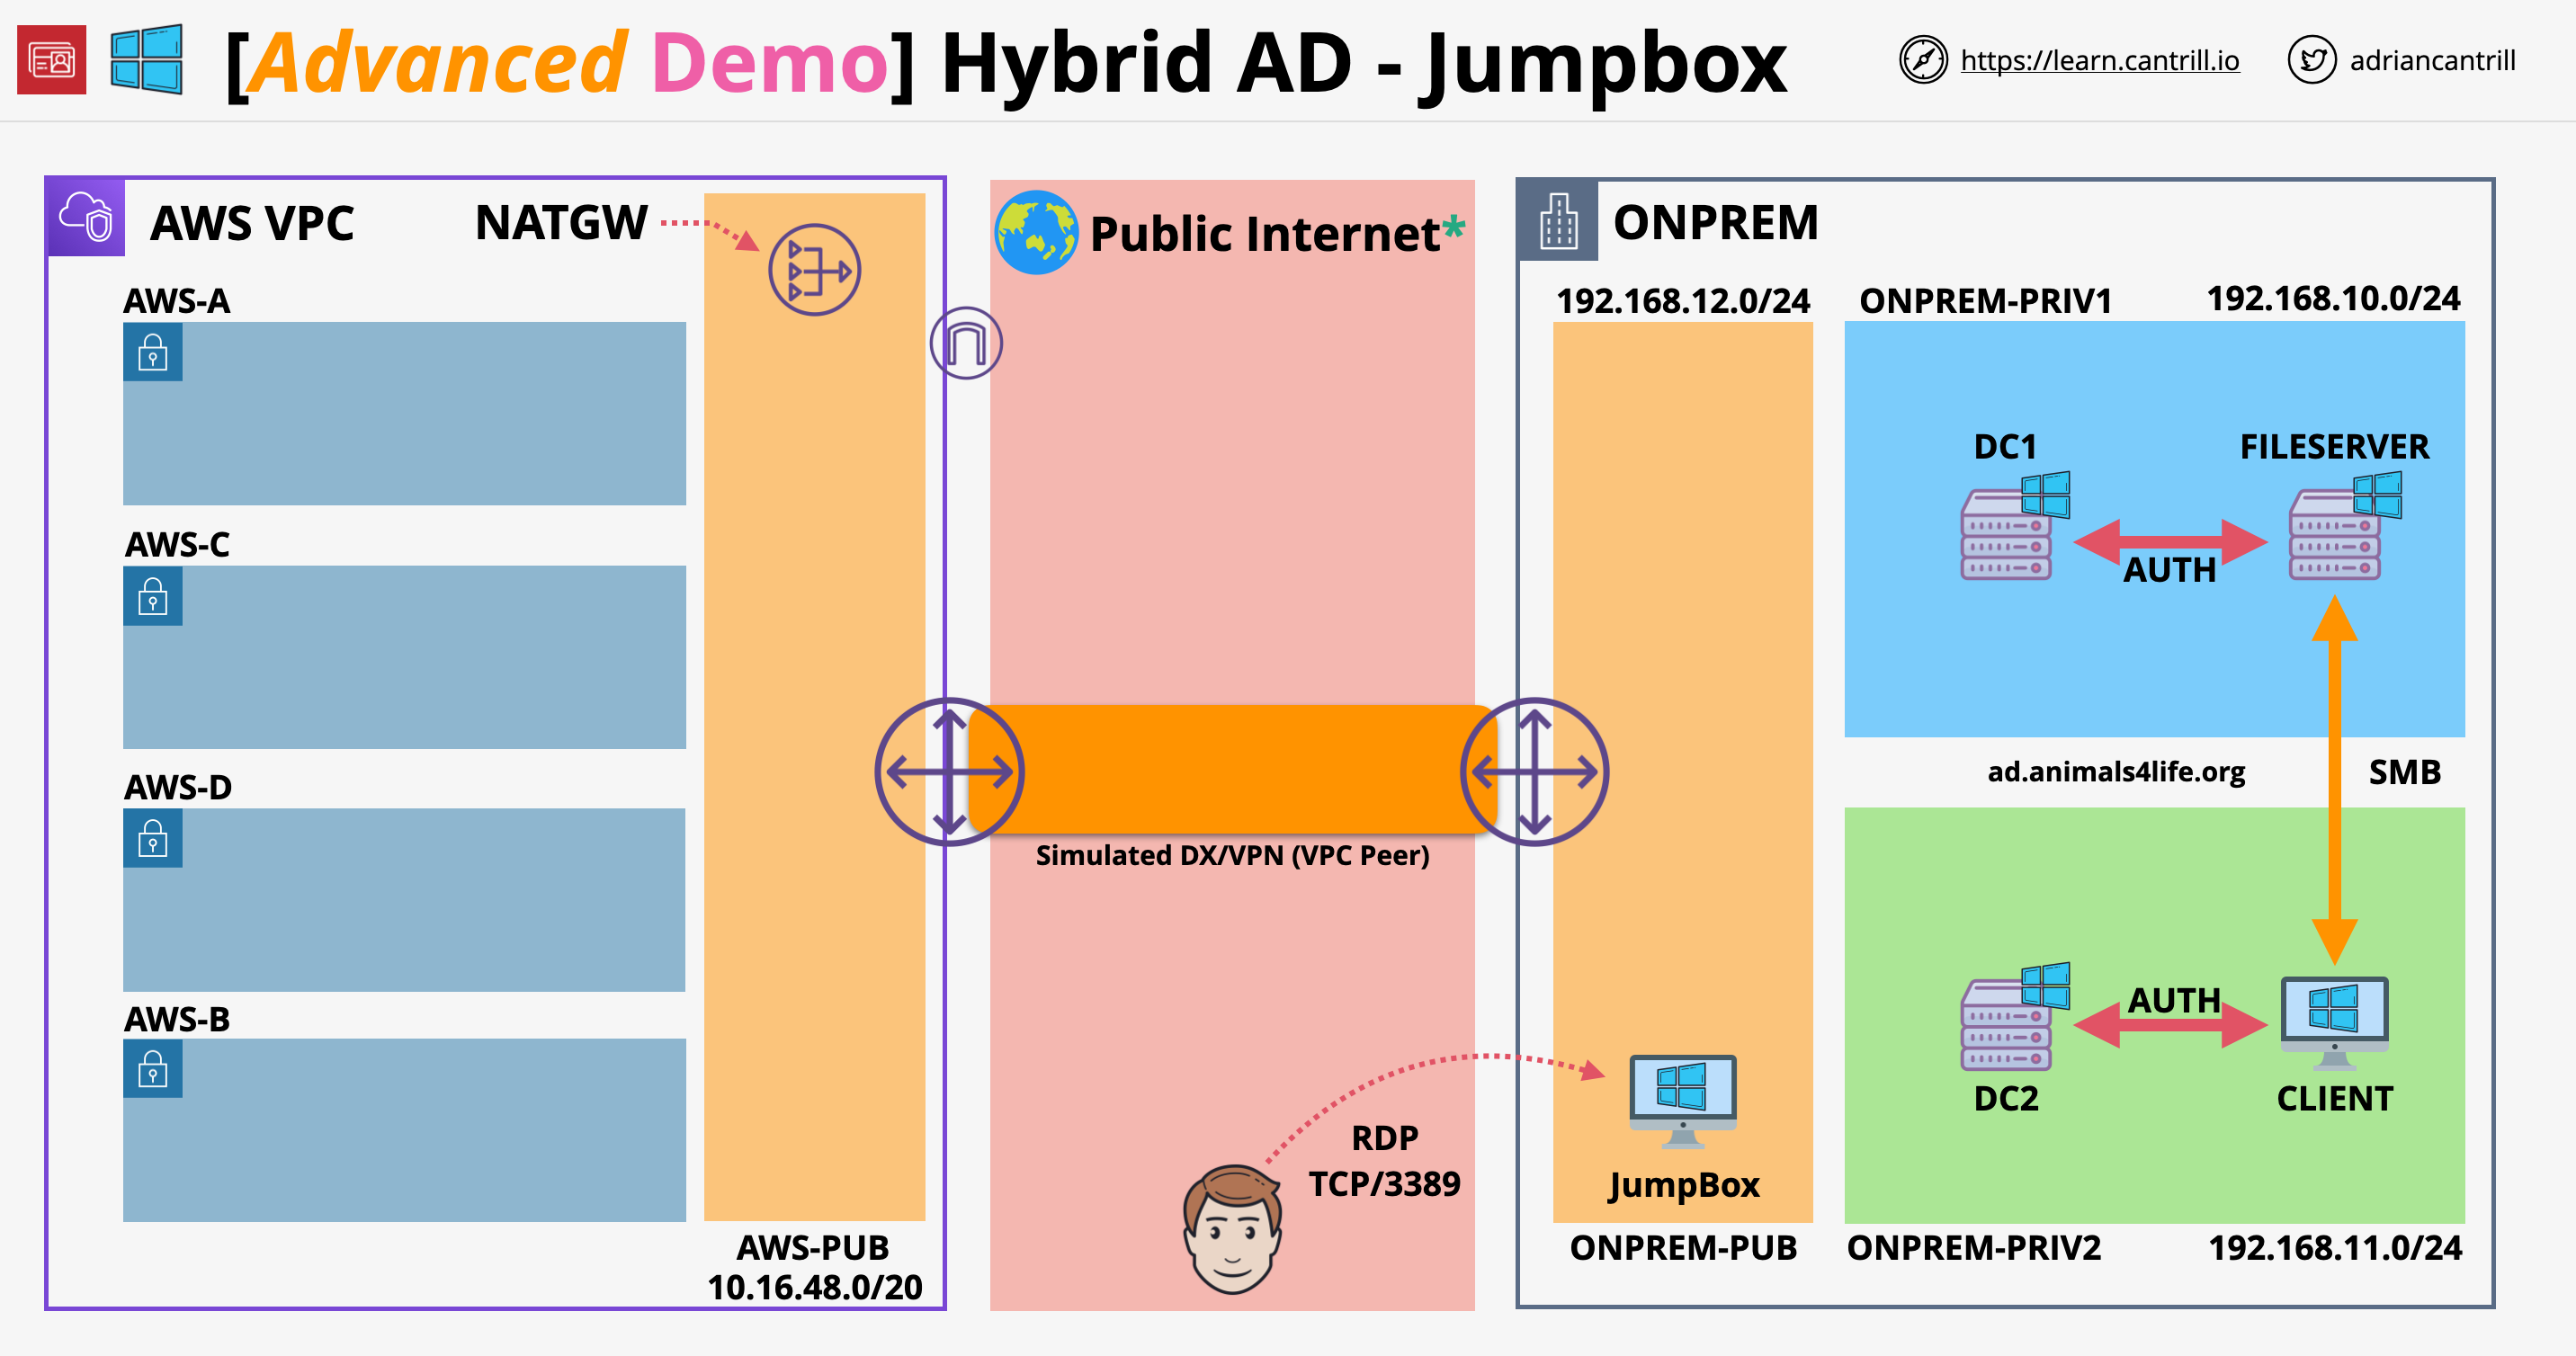 [Advanced Demo] Hybrid AD - Jumpbox
https://learn.cantrill.io
adriancantrill
AWS VPC
NATGW
AWS-A
AWS-C
AWS-D
AWS-B
AWS-PUB
10.16.48.0/20
Public Internet*
Simulated DX/VPN (VPC Peer)
RDP
TCP/3389
ONPREM
192.168.12.0/24
JumpBox
ONPREM-PUB
ONPREM-PRIV1
192.168.10.0/24
DC1
FILESERVER
AUTH
ad.animals4life.org
SMB
AUTH
DC2
CLIENT
ONPREM-PRIV2
192.168.11.0/24